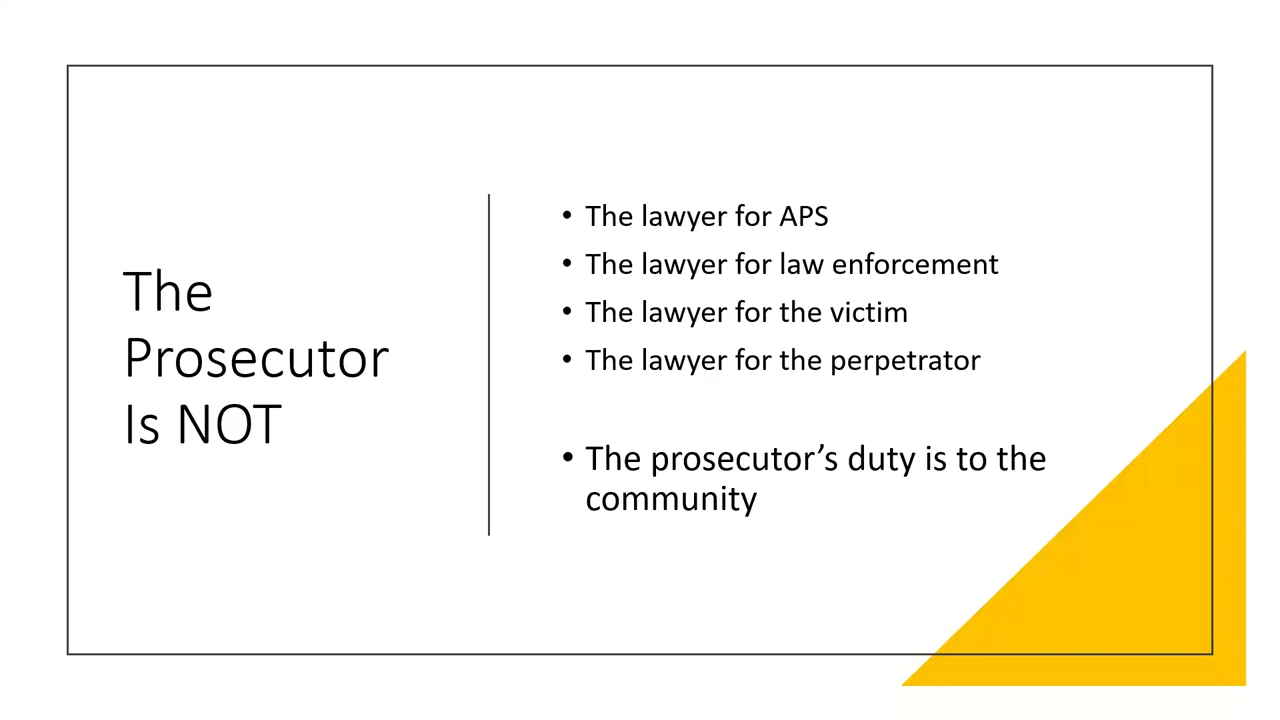 The
Prosecutor
Is NOT
• The lawyer for APS
• The lawyer for law enforcement
• The lawyer for the victim
• The lawyer for the perpetrator
• The prosecutor’s duty is to the
community